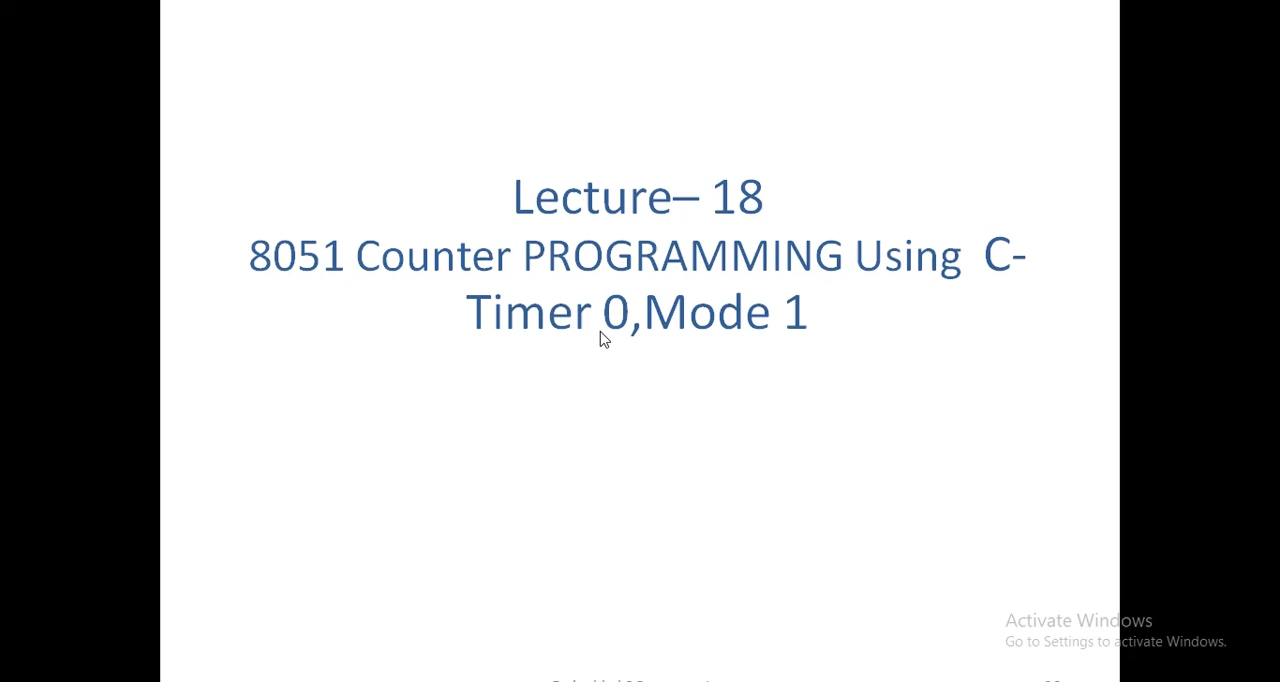 Lecture– 18
8051 Counter PROGRAMMING Using C-
Timer 0,Mode 1
Activate Windows
Go to Settings to activate Windows.